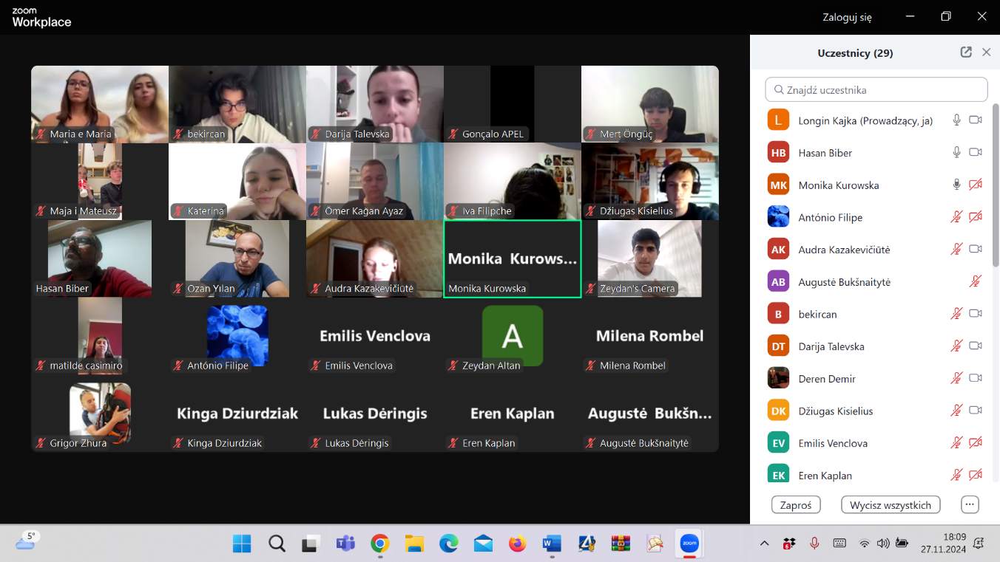 zoom
Workplace
Zaloguj się
Maria e Maria
bekircan
Darija Talevska
Gonçalo APEL
Mert Öngüç
Maja i Mateusz
Katerina
Ömer Kağan Ayaz
Iva Filipche
Džiugas Kisielius
Hasan Biber
Ozan Yılan
Audra Kazakevičiūtė
Monika Kurows...
Monika Kurowska
Zeydan's Camera
matilde casimiro
António Filipe
Emilis Venclova
Emilis Venclova
A
Zeydan Altan
Milena Rombel
Milena Rombel
Grigor Zhura
Kinga Dziurdziak
Kinga Dziurdziak
Lukas Dėringis
Lukas Dėringis
Eren Kaplan
Eren Kaplan
Augustė Bukšn...
Augustė Bukšnaitytė
Uczestnicy (29)
Znajdź uczestnika
L Longin Kajka (Prowadzący, ja)
HB Hasan Biber
MK Monika Kurowska
António Filipe
AK Audra Kazakevičiūtė
AB Augustė Bukšnaitytė
B bekircan
DT Darija Talevska
Deren Demir
DK Džiugas Kisielius
EV Emilis Venclova
EK Eren Kaplan
Zaproś
Wycisz wszystkich
...
5°
zoom
6
18:09
27.11.2024